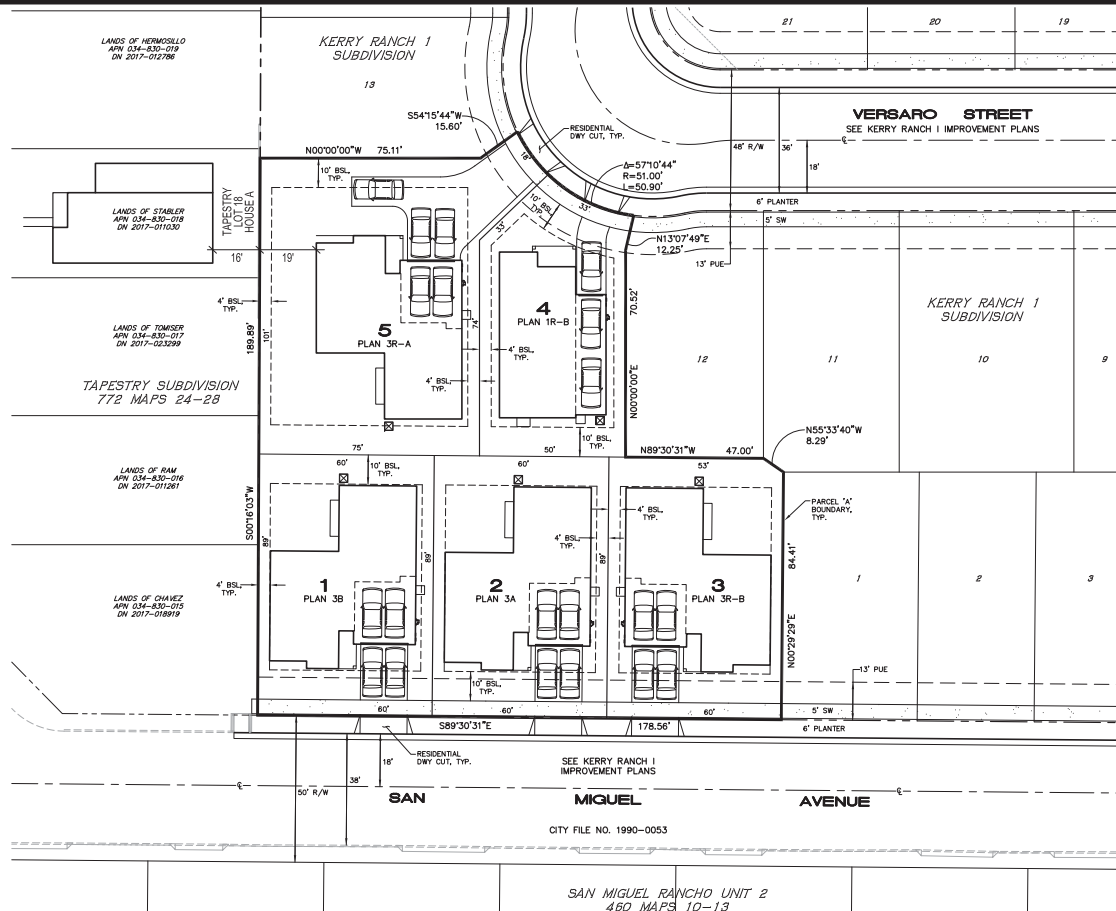 LANDS OF HERMOSILLO
APN 034-830-019
DN 2017-012786
KERRY RANCH 1
SUBDIVISION
13
21
20
19
S54°15'44"W
15.60'
RESIDENTIAL
DWY CUT, TYP.
VERSARO STREET
SEE KERRY RANCH I IMPROVEMENT PLANS
℄
48' R/W
36'
18'
N00°00'00"W 75.11'
18'
Δ=57°10'44"
R=51.00'
L=50.90'
10' BSL,
TYP.
10' BSL,
TYP.
33'
6' PLANTER
5' SW
LANDS OF STABLER
APN 034-830-018
DN 2017-011030
TAPESTRY
LOT 18
HOUSE A
33'
N13°07'49"E
12.25'
13' PUE
16'
19'
4' BSL,
TYP.
189.89'
101'
5
PLAN 3R-A
74'
4
PLAN 1R-B
70.52'
KERRY RANCH 1
SUBDIVISION
LANDS OF TOMISER
APN 034-830-017
DN 2017-023299
4' BSL,
TYP.
4' BSL,
TYP.
12
11
10
9
TAPESTRY SUBDIVISION
772 MAPS 24-28
N00°00'00"E
N55°33'40"W
8.29'
75'
50'
10' BSL,
TYP.
N89°30'31"W 47.00'
60'
10' BSL,
TYP.
60'
53'
LANDS OF RAM
APN 034-830-016
DN 2017-011261
S00°16'03"W
PARCEL 'A'
BOUNDARY,
TYP.
4' BSL,
TYP.
4' BSL,
TYP.
89'
89'
89'
84.41'
4' BSL,
TYP.
1
PLAN 3B
2
PLAN 3A
3
PLAN 3R-B
1
2
3
LANDS OF CHAVEZ
APN 034-830-015
DN 2017-018919
N00°29'29"E
10' BSL,
TYP.
13' PUE
60'
60'
60'
5' SW
S89°30'31"E
178.56'
6' PLANTER
RESIDENTIAL
DWY CUT, TYP.
18'
SEE KERRY RANCH I
IMPROVEMENT PLANS
38'
℄
50' R/W
SAN MIGUEL AVENUE
℄
CITY FILE NO. 1990-0053
SAN MIGUEL RANCHO UNIT 2
460 MAPS 10-13